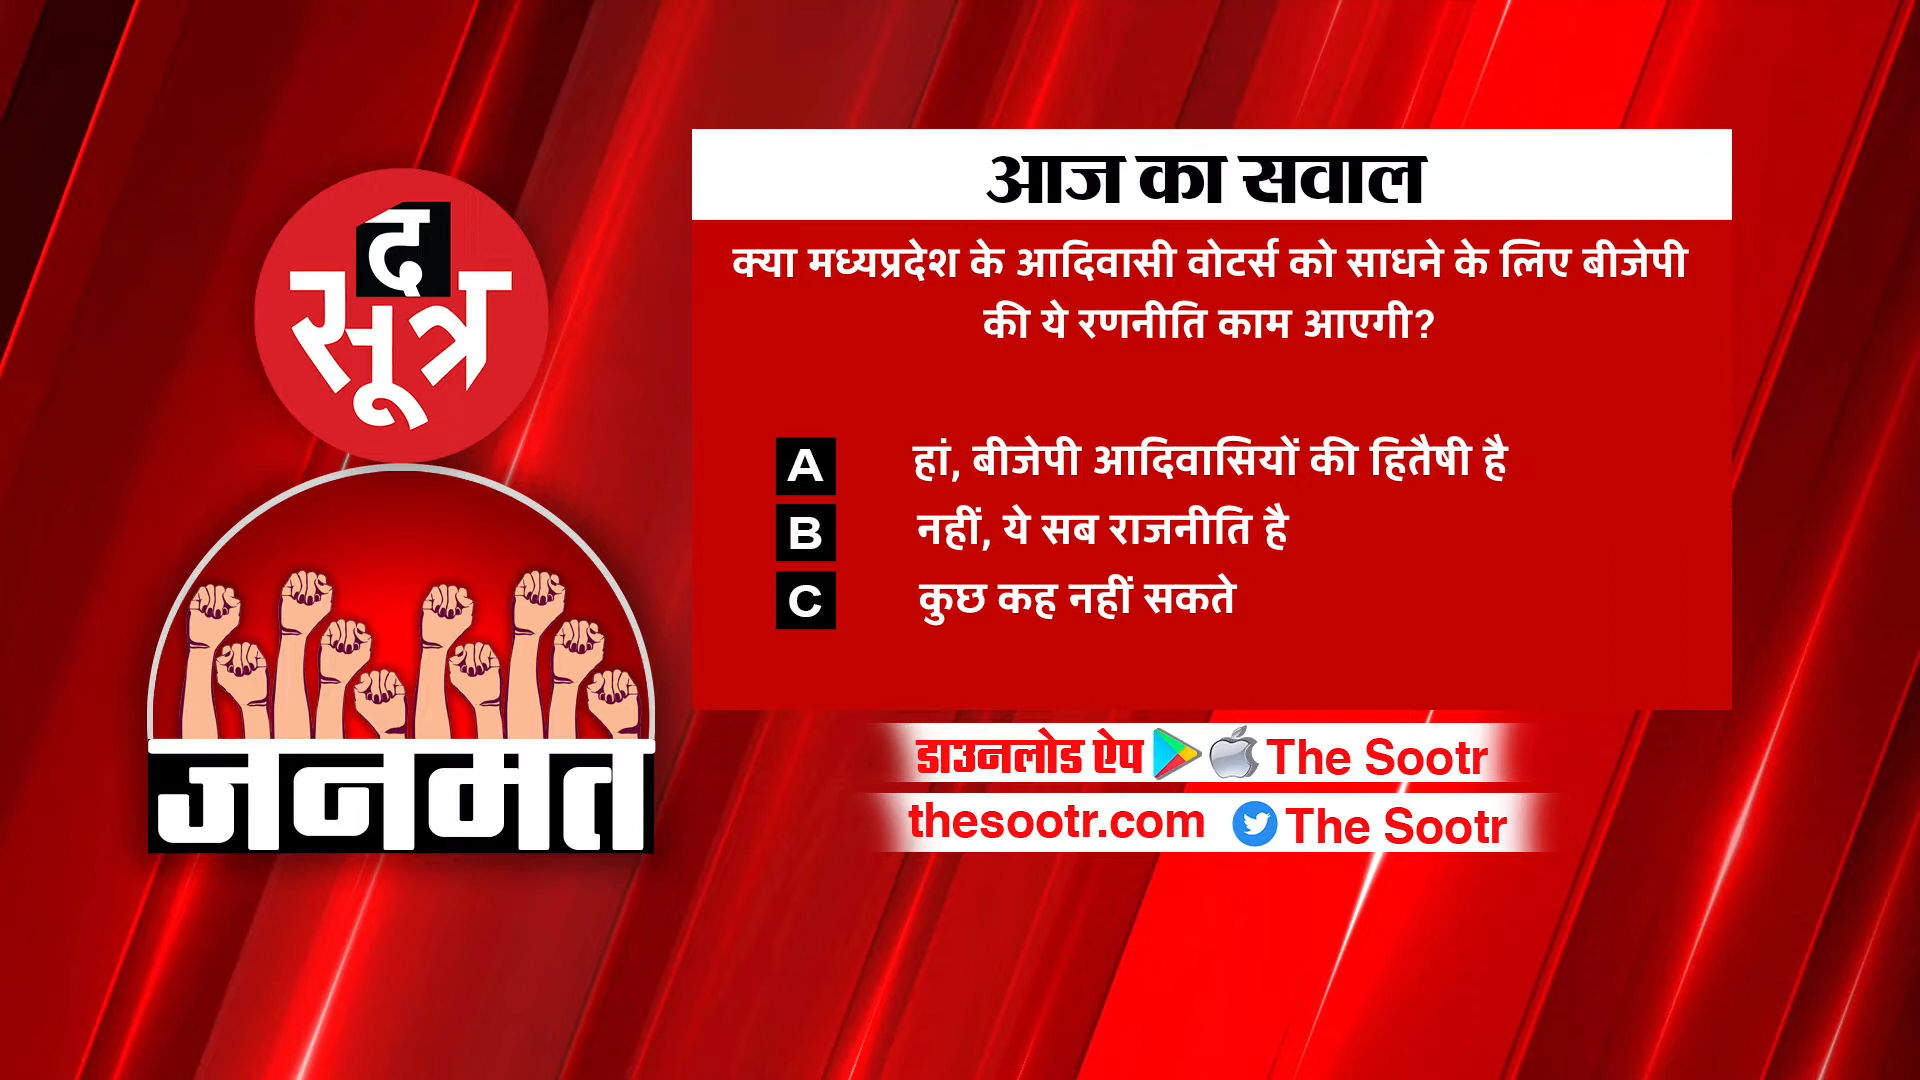 द
सूत्र
जनमत
आज का सवाल
क्या मध्यप्रदेश के आदिवासी वोटर्स को साधने के लिए बीजेपी
की ये रणनीति काम आएगी?
A हां, बीजेपी आदिवासियों की हितैषी है
B नहीं, ये सब राजनीति है
C कुछ कह नहीं सकते
डाउनलोड ऐप The Sootr
thesootr.com The Sootr